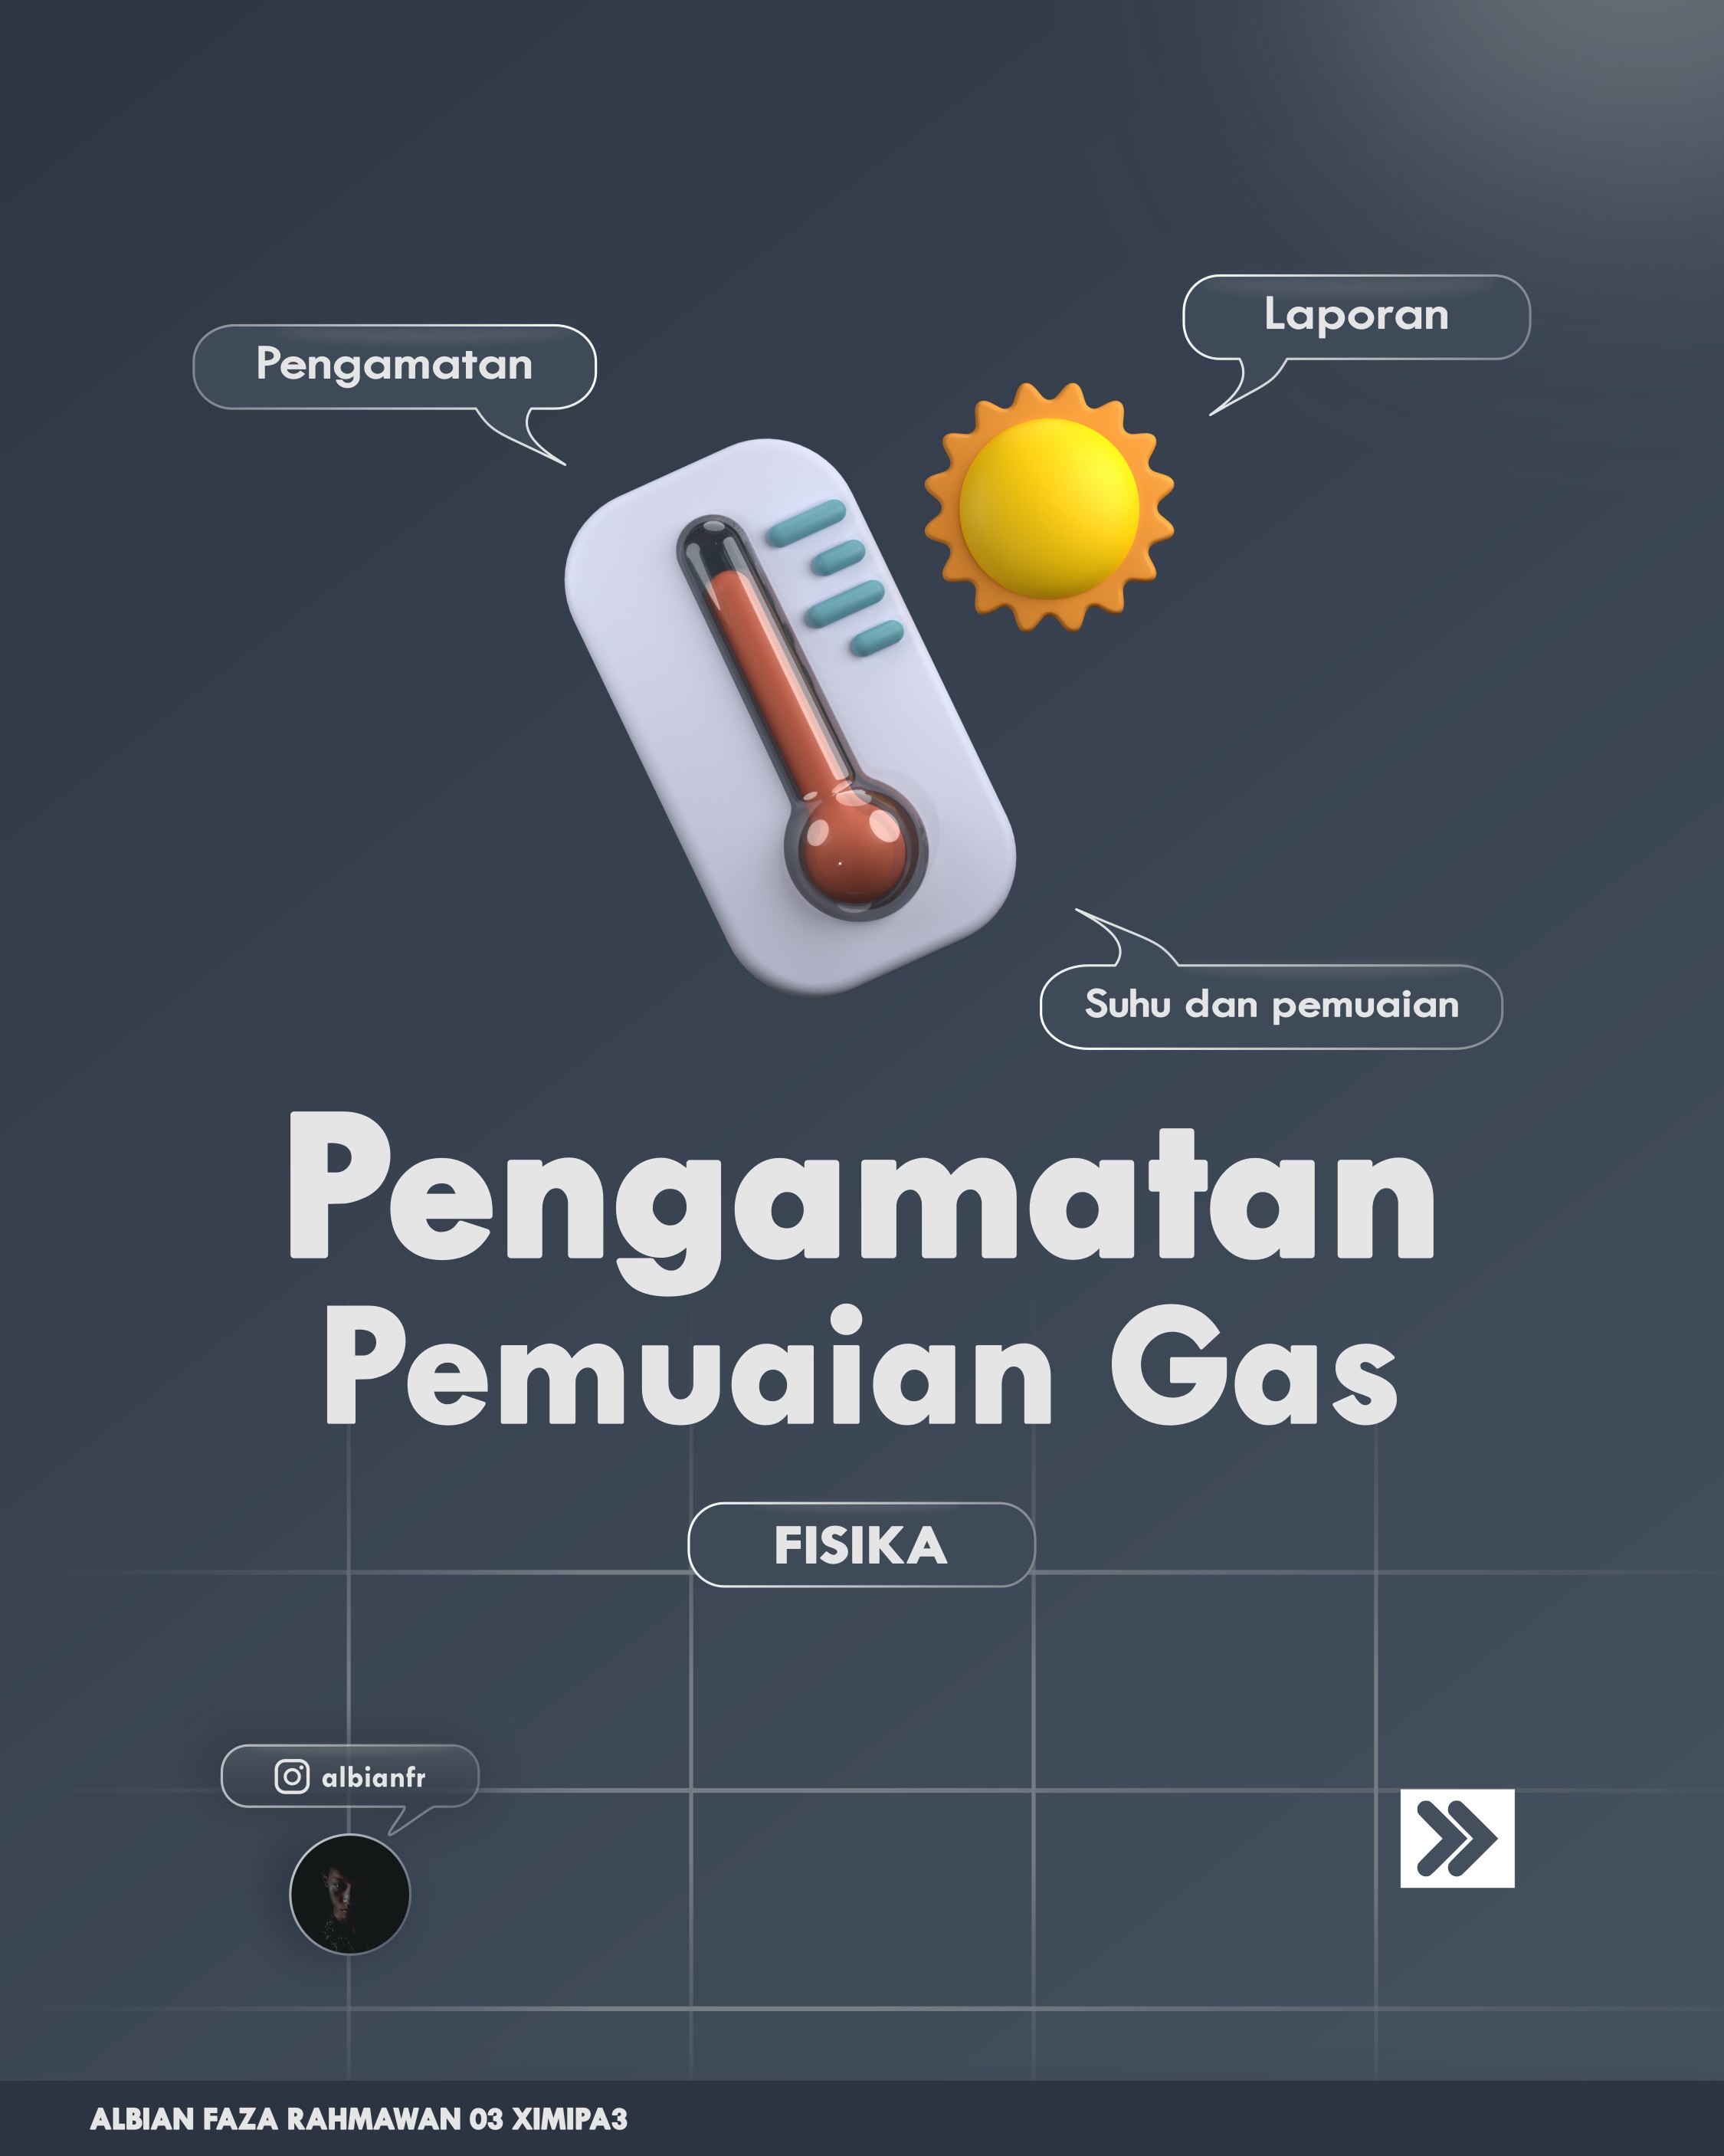 Laporan
Pengamatan
Suhu dan pemuaian
Pengamatan
Pemuaian Gas
FISIKA
albianfr
ALBIAN FAZA RAHMAWAN 03 XIMIPA3